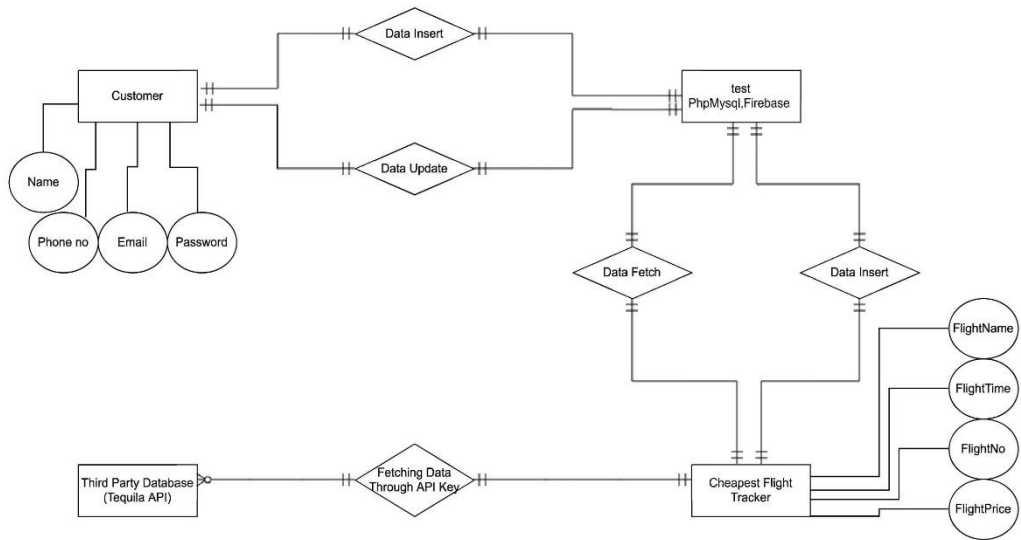 Data Insert
Customer
test
PhpMysql,Firebase
Data Update
Name
Phone no
Email
Password
Data Fetch
Data Insert
FlightName
FlightTime
FlightNo
FlightPrice
Third Party Database
(Tequila API)
Fetching Data
Through API Key
Cheapest Flight
Tracker